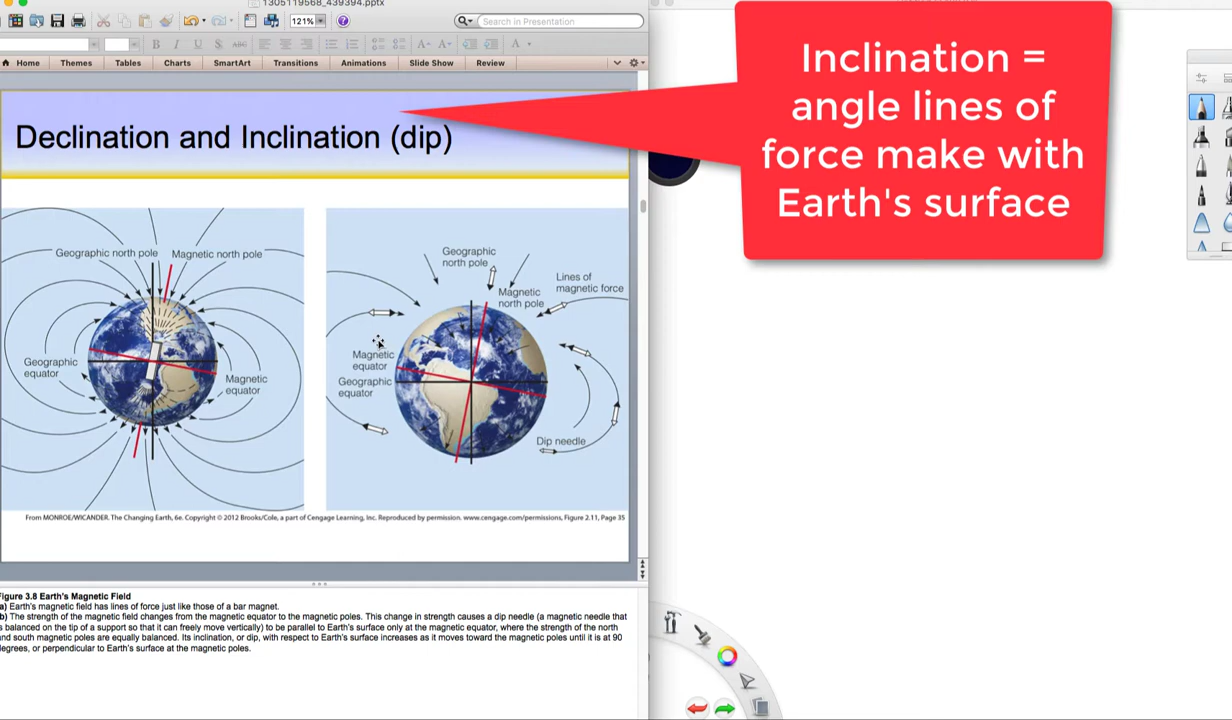 1305119568_439394.pptx
121%
Search in Presentation
B I U S ABC
Home Themes Tables Charts SmartArt Transitions Animations Slide Show Review
Inclination =
angle lines of
force make with
Earth's surface
Declination and Inclination (dip)
Geographic north pole
Magnetic north pole
Geographic
equator
Magnetic
equator
Geographic
north pole
Magnetic
north pole
Lines of
magnetic force
Magnetic
equator
Geographic
equator
Dip needle
From MONROE/WICANDER. The Changing Earth, 6e. Copyright © 2012 Brooks/Cole, a part of Cengage Learning, Inc. Reproduced by permission. www.cengage.com/permissions, Figure 2.11, Page 35
Figure 3.8 Earth's Magnetic Field
a) Earth's magnetic field has lines of force just like those of a bar magnet.
b) The strength of the magnetic field changes from the magnetic equator to the magnetic poles. This change in strength causes a dip needle (a magnetic needle that
s balanced on the tip of a support so that it can freely move vertically) to be parallel to Earth's surface only at the magnetic equator, where the strength of the north
and south magnetic poles are equally balanced. Its inclination, or dip, with respect to Earth's surface increases as it moves toward the magnetic poles until it is at 90
degrees, or perpendicular to Earth's surface at the magnetic poles.